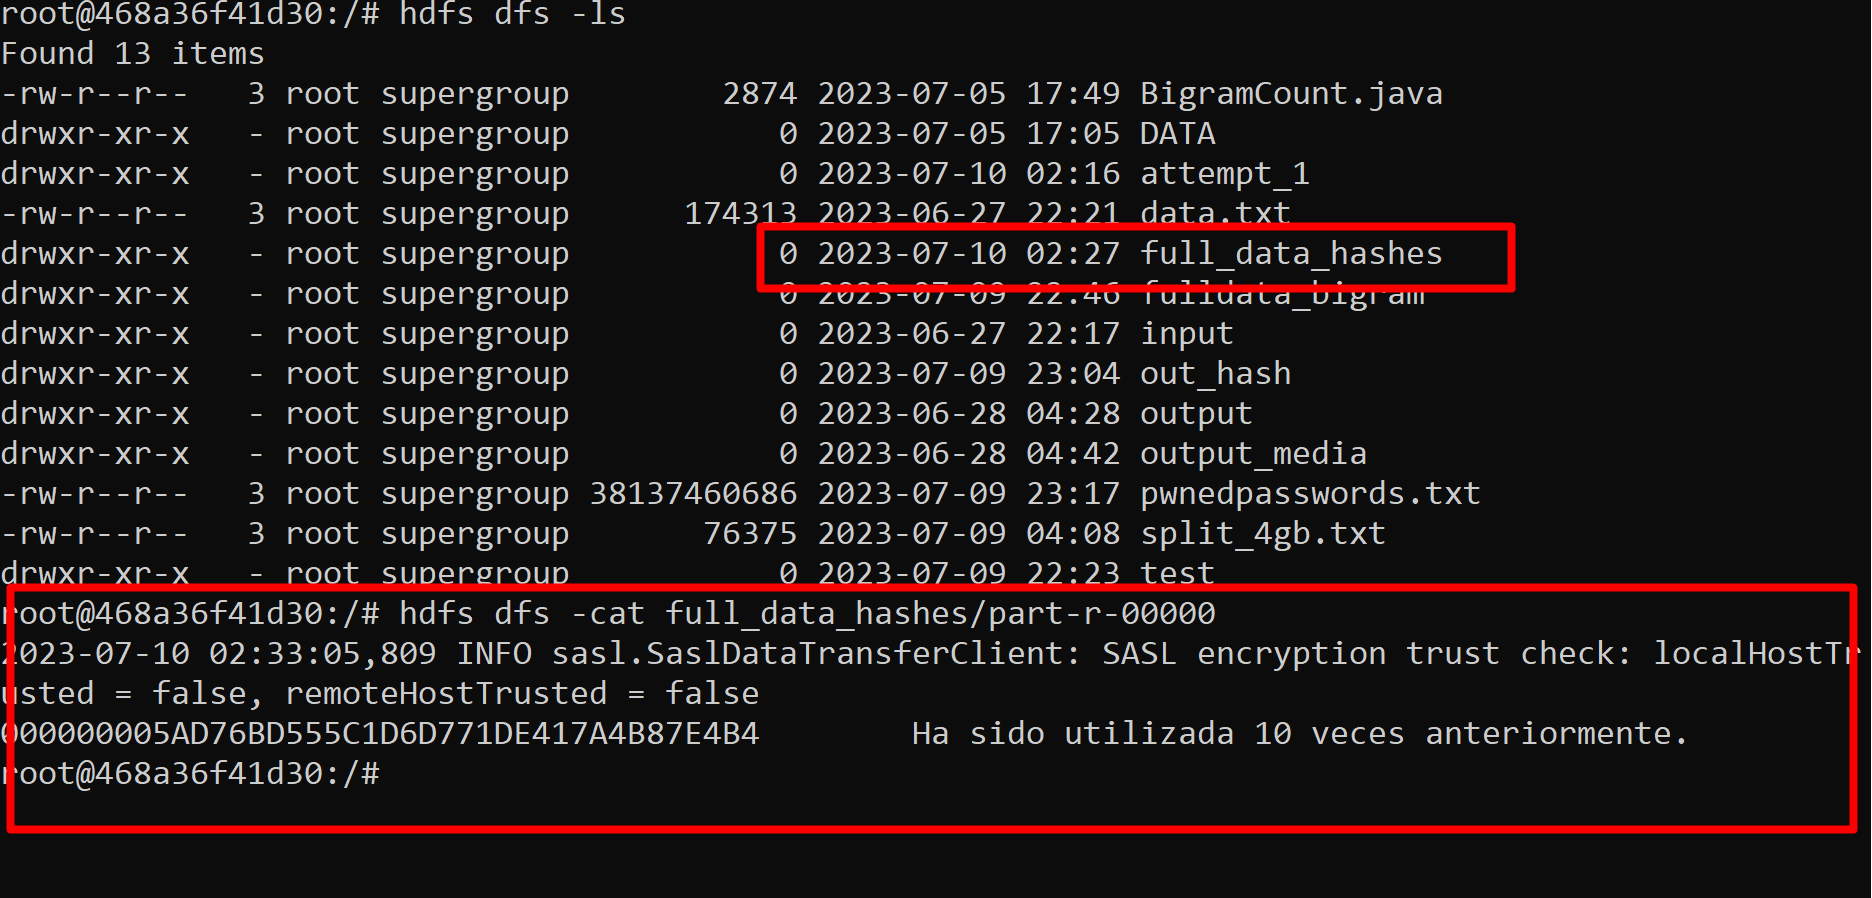 root@468a36f41d30:/# hdfs dfs -ls
Found 13 items
-rw-r--r--   3 root supergroup        2874 2023-07-05 17:49 BigramCount.java
drwxr-xr-x   - root supergroup           0 2023-07-05 17:05 DATA
drwxr-xr-x   - root supergroup           0 2023-07-10 02:16 attempt_1
-rw-r--r--   3 root supergroup      174313 2023-06-27 22:21 data.txt
drwxr-xr-x   - root supergroup           0 2023-07-10 02:27 full_data_hashes
drwxr-xr-x   - root supergroup           0 2023-07-09 22:46 fulldata_bigram
drwxr-xr-x   - root supergroup           0 2023-06-27 22:17 input
drwxr-xr-x   - root supergroup           0 2023-07-09 23:04 out_hash
drwxr-xr-x   - root supergroup           0 2023-06-28 04:28 output
drwxr-xr-x   - root supergroup           0 2023-06-28 04:42 output_media
-rw-r--r--   3 root supergroup 38137460686 2023-07-09 23:17 pwnedpasswords.txt
-rw-r--r--   3 root supergroup       76375 2023-07-09 04:08 split_4gb.txt
drwxr-xr-x   - root supergroup           0 2023-07-09 22:23 test
root@468a36f41d30:/# hdfs dfs -cat full_data_hashes/part-r-00000
2023-07-10 02:33:05,809 INFO sasl.SaslDataTransferClient: SASL encryption trust check: localHostTr
usted = false, remoteHostTrusted = false
000000005AD76BD555C1D6D771DE417A4B87E4B4        Ha sido utilizada 10 veces anteriormente.
root@468a36f41d30:/#